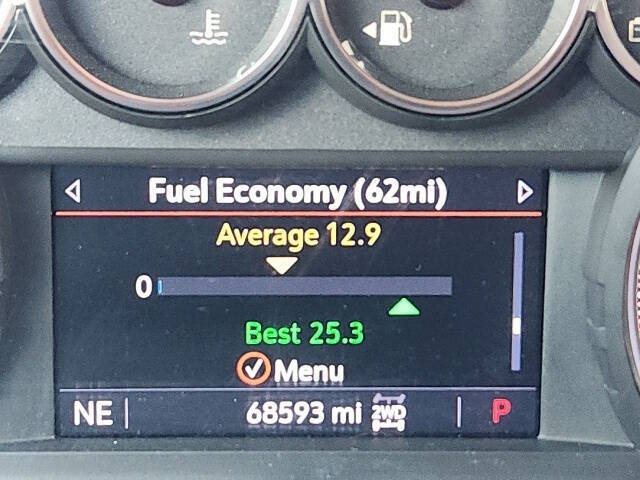 Fuel Economy (62mi)
Average 12.9
0
Best 25.3
Menu
NE 68593 mi 2WD P